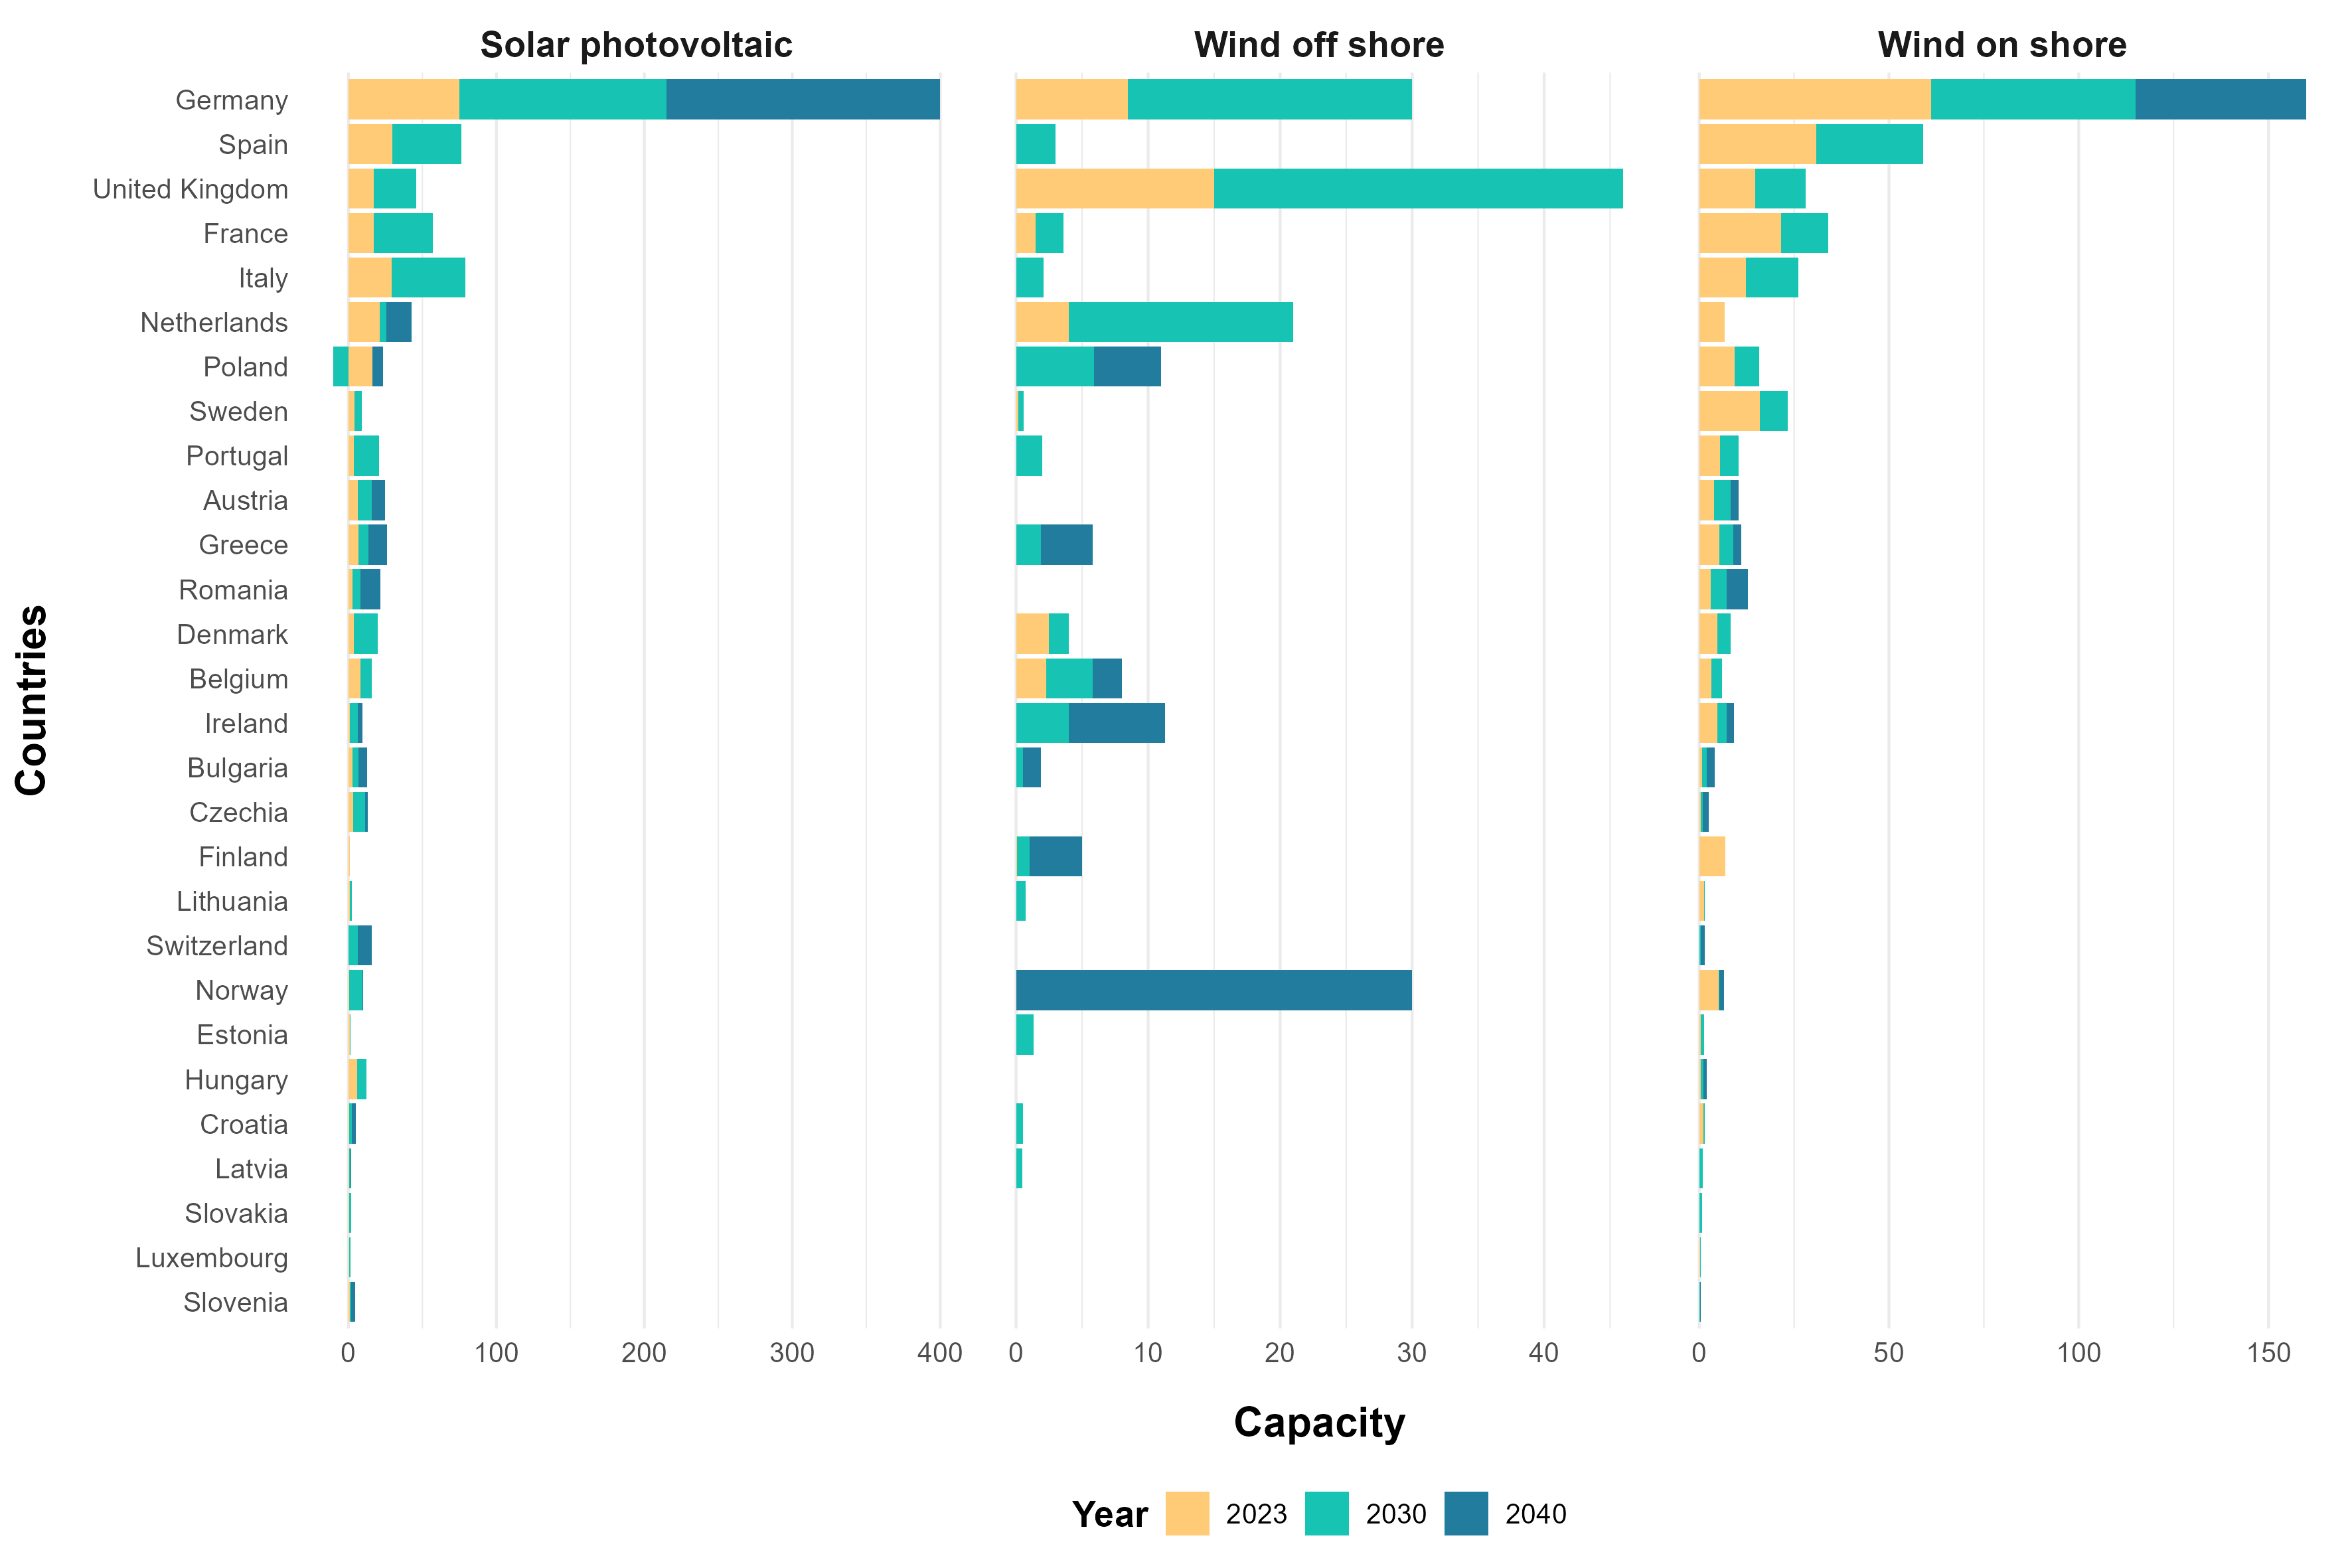 Solar photovoltaic
Wind off shore
Wind on shore
Countries
Germany
Spain
United Kingdom
France
Italy
Netherlands
Poland
Sweden
Portugal
Austria
Greece
Romania
Denmark
Belgium
Ireland
Bulgaria
Czechia
Finland
Lithuania
Switzerland
Norway
Estonia
Hungary
Croatia
Latvia
Slovakia
Luxembourg
Slovenia
0 100 200 300 400
0 10 20 30 40
0 50 100 150
Capacity
Year 2023 2030 2040